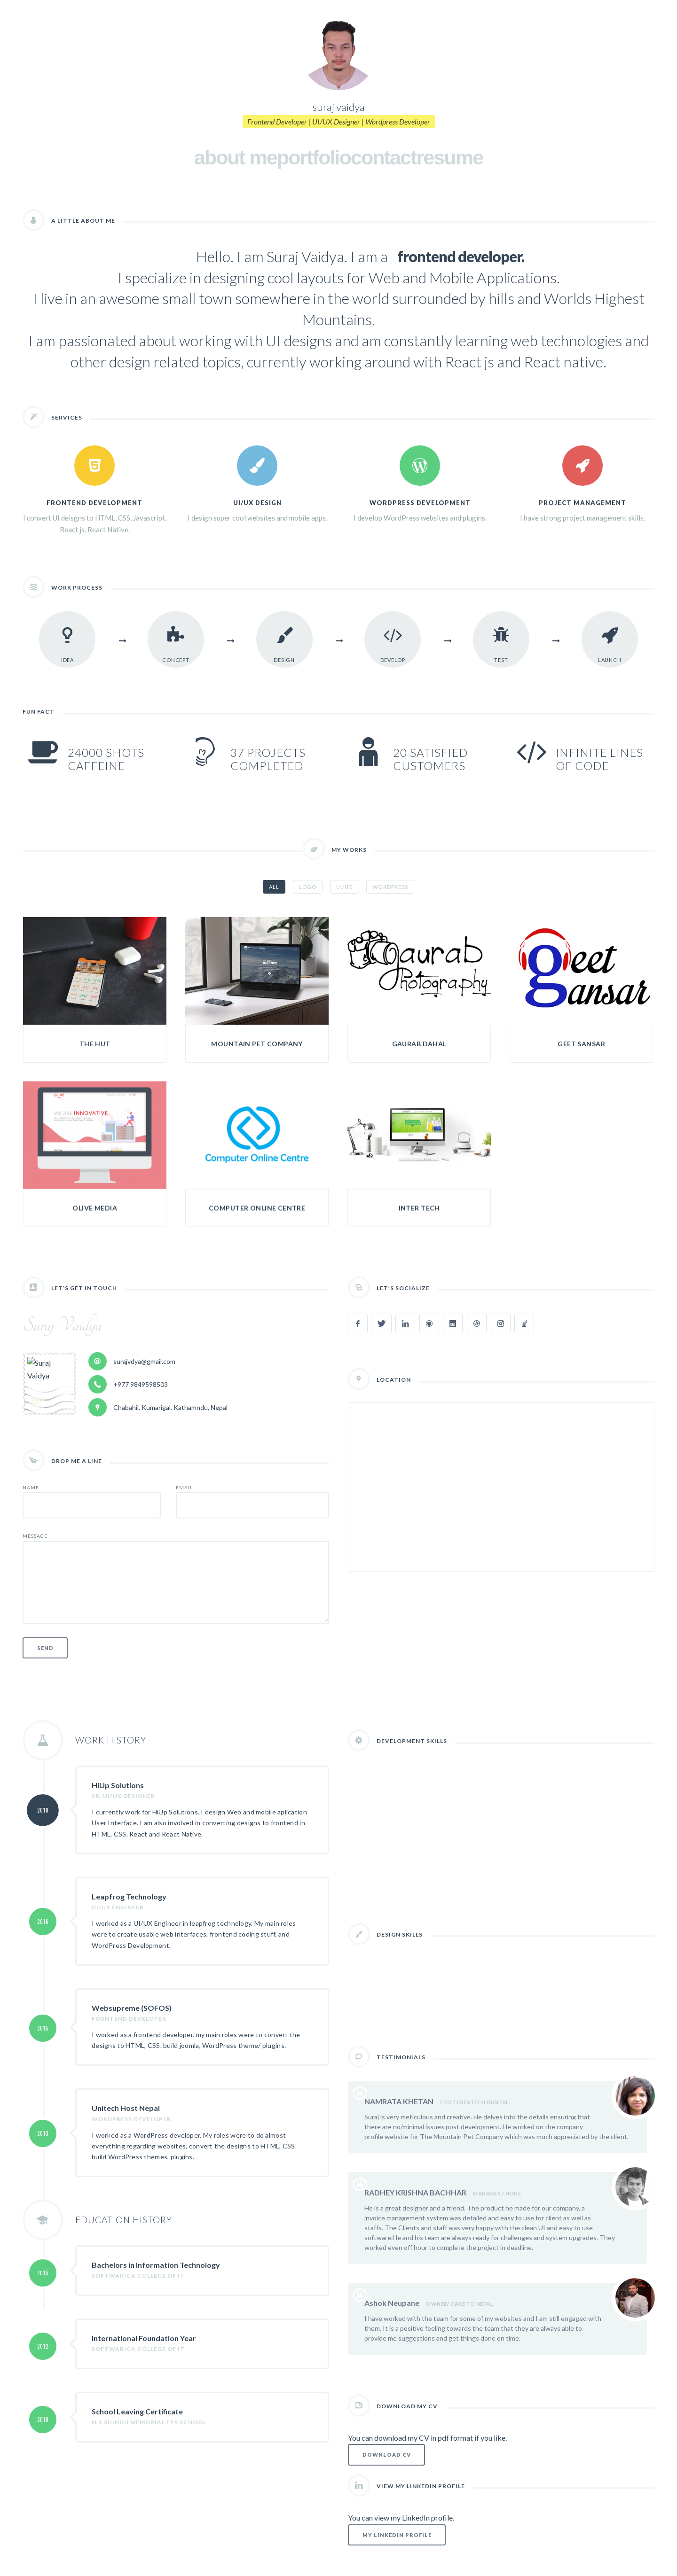 suraj vaidya
Frontend Developer | UI/UX Designer | Wordpress Developer
about meportfoliocontactresume
A LITTLE ABOUT ME
Hello. I am Suraj Vaidya. I am a frontend developer.
I specialize in designing cool layouts for Web and Mobile Applications.
I live in an awesome small town somewhere in the world surrounded by hills and Worlds Highest
Mountains.
I am passionated about working with UI designs and am constantly learning web technologies and
other design related topics, currently working around with React js and React native.
SERVICES
FRONTEND DEVELOPMENT
I convert UI deisgns to HTML, CSS, Javascript,
React js, React Native.
UI/UX DESIGN
I design super cool websites and mobile apps.
WORDPRESS DEVELOPMENT
I develop WordPress websites and plugins.
PROJECT MANAGEMENT
I have strong project management skills.
WORK PROCESS
IDEA
CONCEPT
DESIGN
DEVELOP
TEST
LAUNCH
FUN FACT
24000 SHOTS
CAFFEINE
37 PROJECTS
COMPLETED
20 SATISFIED
CUSTOMERS
INFINITE LINES
OF CODE
MY WORKS
ALL
LOGO
UI/UX
WORDPRESS
Gaurab
Photography
Geet
Sansar
THE HUT
MOUNTAIN PET COMPANY
GAURAB DAHAL
GEET SANSAR
WE ARE INNOVATIVE
Computer Online Centre
OLIVE MEDIA
COMPUTER ONLINE CENTRE
INTER TECH
LET'S GET IN TOUCH
Suraj Vaidya
Suraj
Vaidya
surajvdya@gmail.com
+977 9849598503
Chabahil, Kumarigal, Kathamndu, Nepal
DROP ME A LINE
NAME
EMAIL
MESSAGE
SEND
LET'S SOCIALIZE
LOCATION
WORK HISTORY
2018
HiUp Solutions
SR. UI/UX DESIGNER
I currently work for HiUp Solutions. I design Web and mobile aplication
User Interface. I am also involved in converting designs to frontend in
HTML, CSS, React and React Native.
2016
Leapfrog Technology
UI/UX ENGINEER
I worked as a UI/UX Engineer in leapfrog technology. My main roles
were to create usable web interfaces, frontend coding stuff, and
WordPress Development.
2015
Websupreme (SOFOS)
FRONTEND DEVELOPER
I worked as a frontend developer. my main roles were to convert the
designs to HTML, CSS. build joomla, WordPress theme/ plugins.
2013
Unitech Host Nepal
WORDPRESS DEVELOPER
I worked as a WordPress developer. My roles were to do almost
everything regarding websites, convert the designs to HTML, CSS.
build WordPress themes, plugins.
EDUCATION HISTORY
2015
Bachelors in Information Technology
SOFTWARICA COLLEGE OF IT
2012
International Foundation Year
SOFTWARICA COLLEGE OF IT
2010
School Leaving Certificate
N.K SHINGH MEMORIAL EPS SCHOOL
DEVELOPMENT SKILLS
DESIGN SKILLS
TESTIMONIALS
NAMRATA KHETAN CEO / CREATECH DIGITAL.
Suraj is very meticulous and creative. He delves into the details ensuring that
there are no/minimal issues post development. He worked on the company
profile website for The Mountain Pet Company which was much appreciated by the client.
RADHEY KRISHNA BACHHAR MANAGER / HONS
He is a great designer and a friend. The product he made for our company, a
invoice management system was detailed and easy to use for client as well as
staffs. The Clients and staff was very happy with the clean UI and easy to use
software.He and his team are always ready for challenges and system upgrades. They
worked even off hour to complete the project in deadline.
Ashok Neupane OWNER/ CAKE TO NEPAL
I have worked with the team for some of my websites and I am still engaged with
them. It is a positive feeling towards the team that they are always able to
provide me suggestions and get things done on time.
DOWNLOAD MY CV
You can download my CV in pdf format if you like.
DOWNLOAD CV
VIEW MY LINKEDIN PROFILE
You can view my LinkedIn profile.
MY LINKEDIN PROFILE